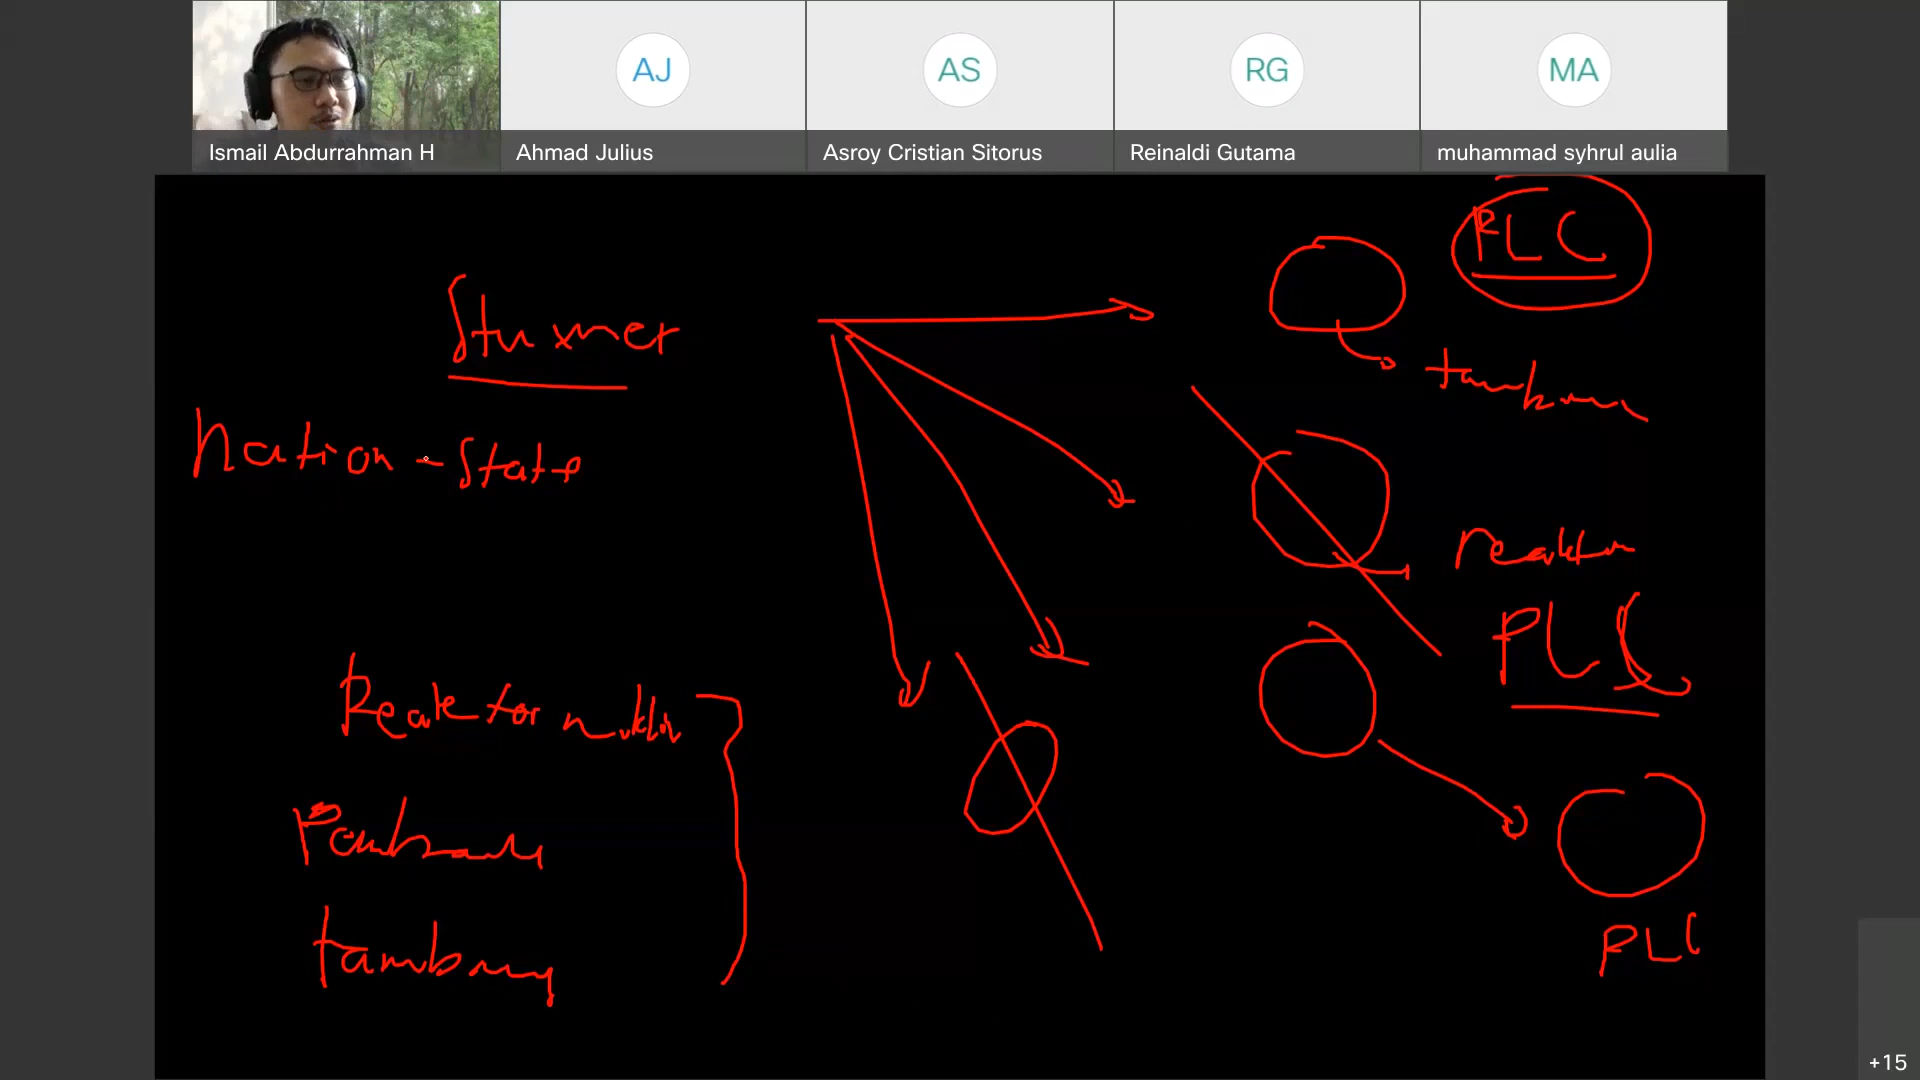 AJ
AS
RG
MA
Ismail Abdurrahman H
Ahmad Julius
Asroy Cristian Sitorus
Reinaldi Gutama
muhammad syhrul aulia
PLC
Stuxner
Nation-State
PLC
Reaktor nuklir
tambang
PLC
+15